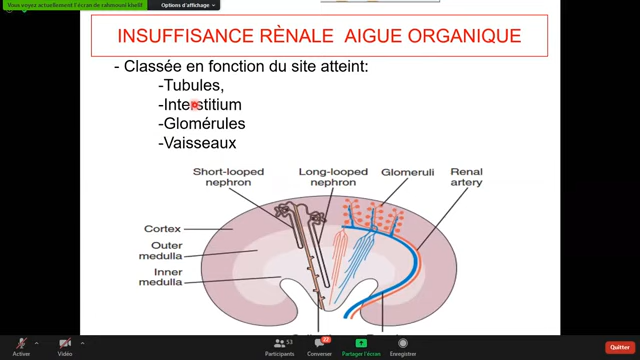 Vous voyez actuellement l'écran de rahmouni khelif
Options d'affichage
INSUFFISANCE RÈNALE AIGUE ORGANIQUE
- Classée en fonction du site atteint:
-Tubules,
-Interstitium
-Glomérules
-Vaisseaux
Short-looped nephron
Long-looped nephron
Glomeruli
Renal artery
Cortex
Outer medulla
Inner medulla
53
22
Activer
Vidéo
Participants
Converser
Partager l'écran
Enregistrer
Quitter